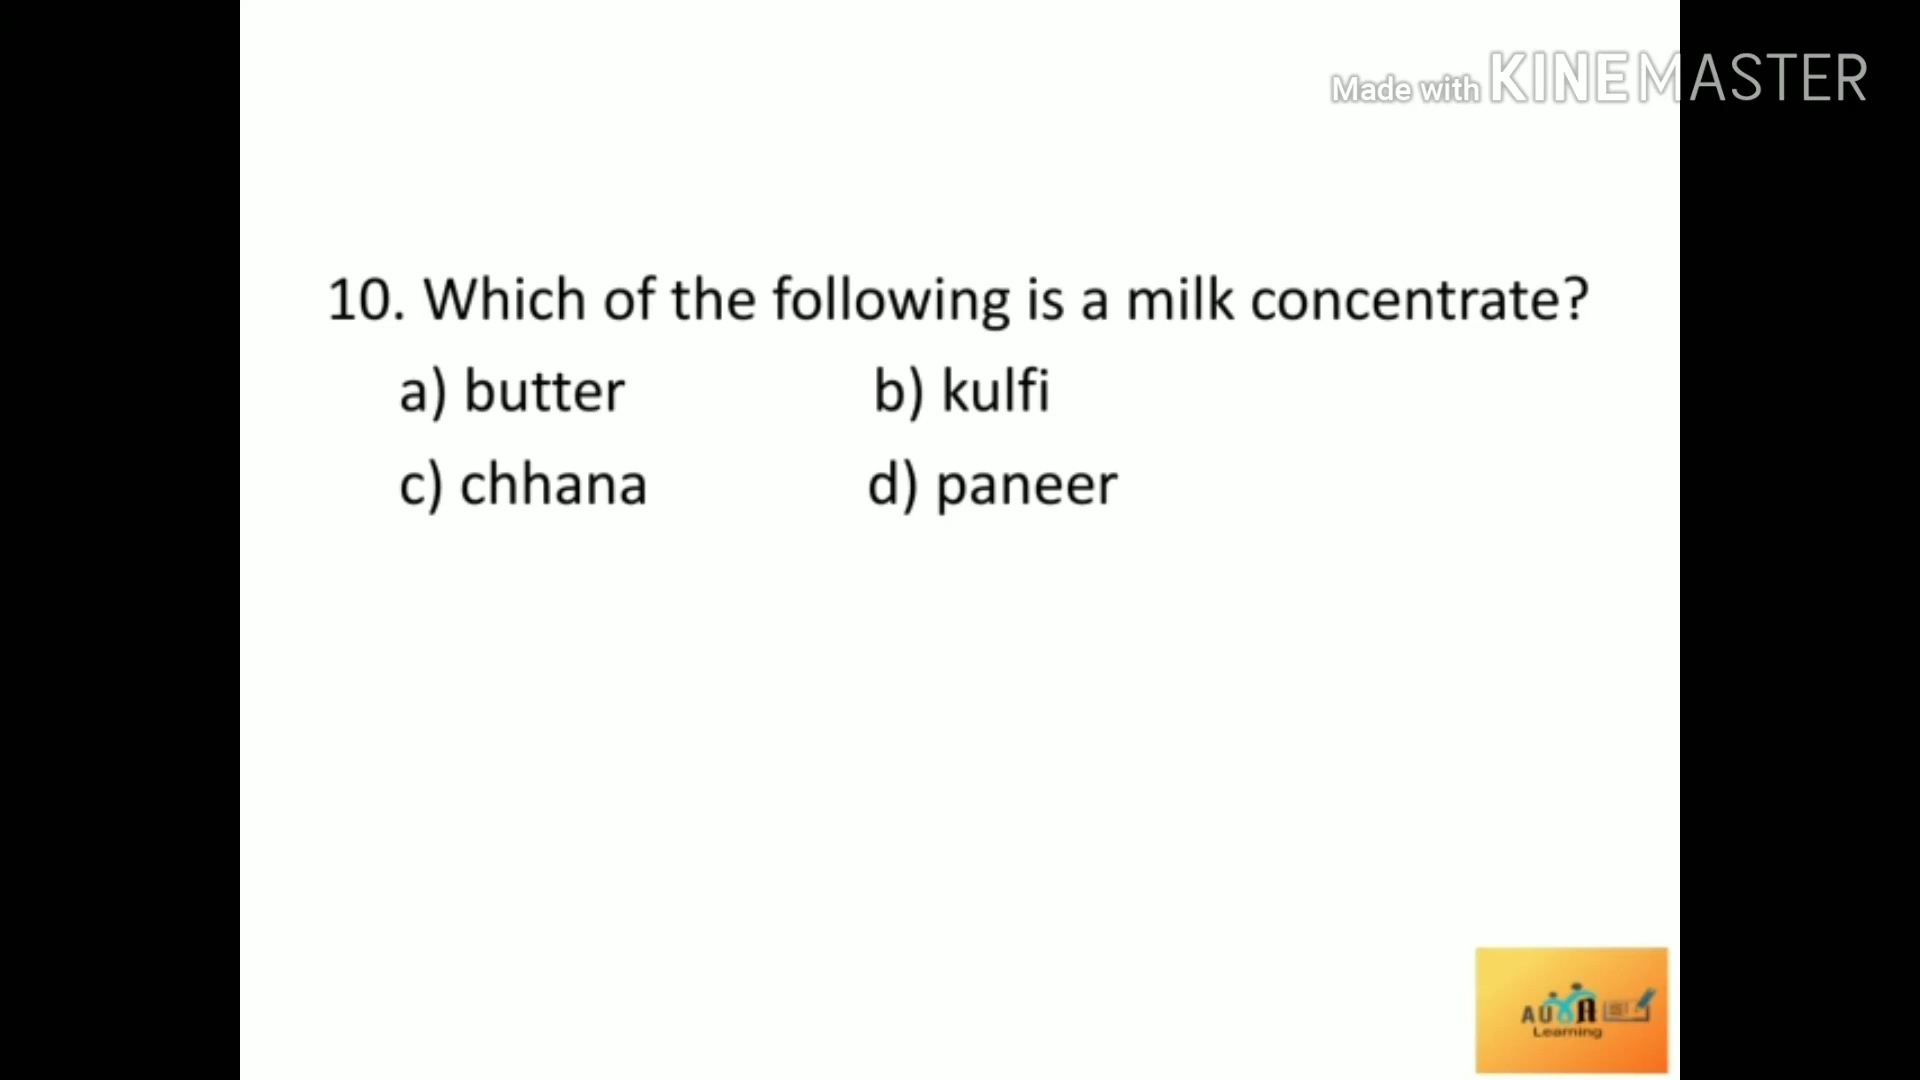 Made with KINEMASTER
10. Which of the following is a milk concentrate?
a) butter b) kulfi
c) chhana d) paneer
Learning